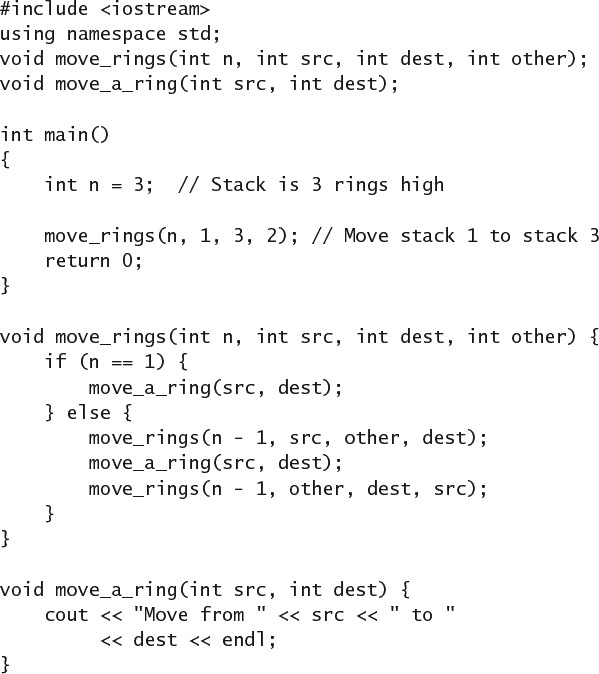 #include <iostream>
using namespace std;
void move_rings(int n, int src, int dest, int other);
void move_a_ring(int src, int dest);

int main()
{
    int n = 3;  // Stack is 3 rings high

    move_rings(n, 1, 3, 2); // Move stack 1 to stack 3
    return 0;
}

void move_rings(int n, int src, int dest, int other) {
    if (n == 1) {
        move_a_ring(src, dest);
    } else {
        move_rings(n - 1, src, other, dest);
        move_a_ring(src, dest);
        move_rings(n - 1, other, dest, src);
    }
}

void move_a_ring(int src, int dest) {
    cout << "Move from " << src << " to "
         << dest << endl;
}